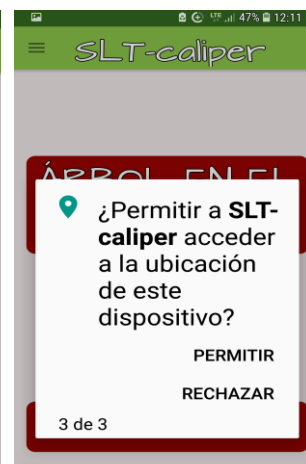 LTE 47% 12:11
SLT-caliper
ÁRBOL EN EL
¿Permitir a SLT-
caliper acceder
a la ubicación
de este
dispositivo?
PERMITIR
RECHAZAR
3 de 3